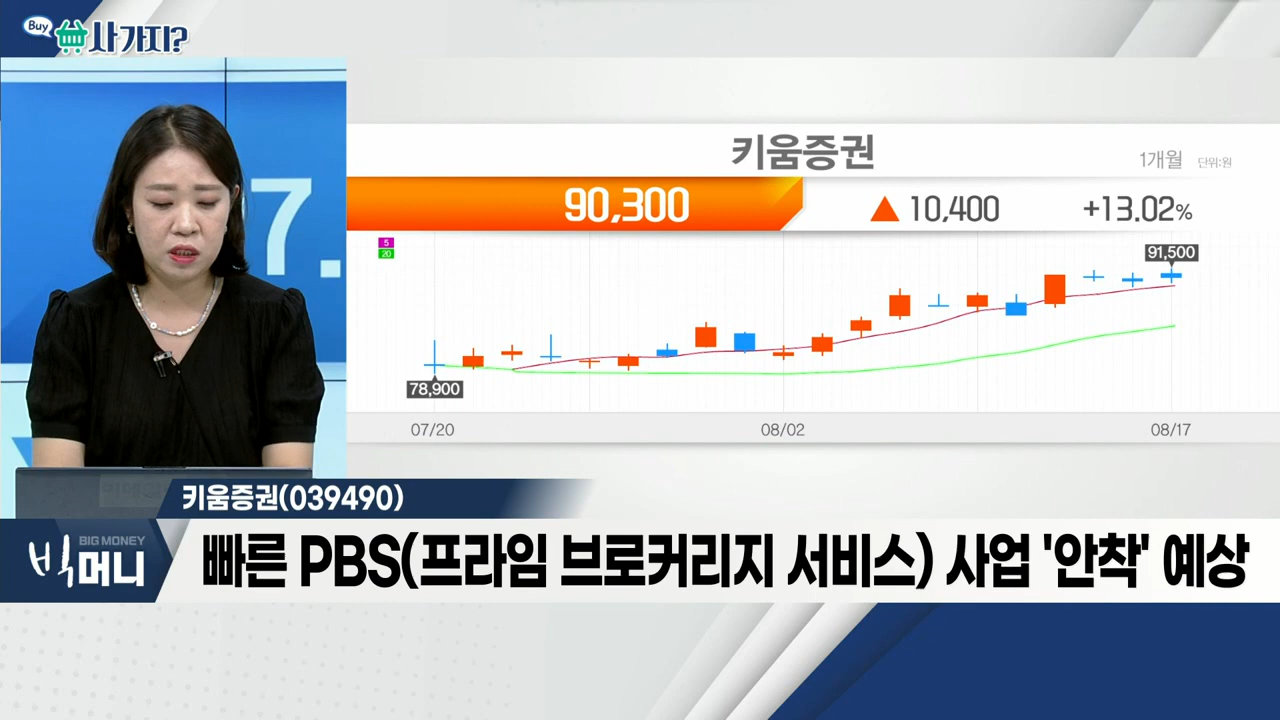 Buy
사가지?
7.
키움증권
1개월 단위:원
90,300 ▲ 10,400 +13.02%
5
20
91,500
78,900
07/20 08/02 08/17
키움증권(039490)
BIG MONEY
빅머니
빠른 PBS(프라임 브로커리지 서비스) 사업 '안착' 예상